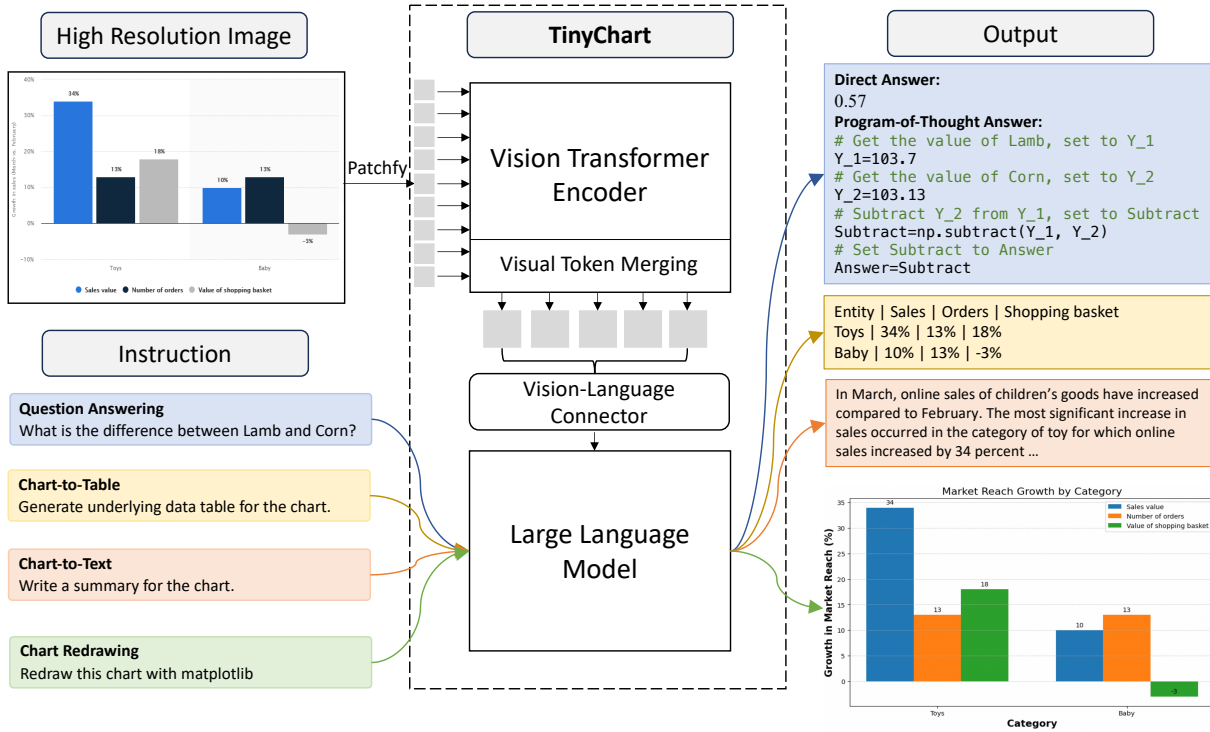 High Resolution Image
40%
30%
20%
10%
0%
-10%
Growth in sales (March vs. February)
34%
13%
18%
10%
13%
-3%
Toys
Baby
Sales value
Number of orders
Value of shopping basket
Patchfy
Instruction
Question Answering
What is the difference between Lamb and Corn?
Chart-to-Table
Generate underlying data table for the chart.
Chart-to-Text
Write a summary for the chart.
Chart Redrawing
Redraw this chart with matplotlib
TinyChart
Vision Transformer
Encoder
Visual Token Merging
Vision-Language
Connector
Large Language
Model
Output
Direct Answer:
0.57
Program-of-Thought Answer:
# Get the value of Lamb, set to Y_1
Y_1=103.7
# Get the value of Corn, set to Y_2
Y_2=103.13
# Subtract Y_2 from Y_1, set to Subtract
Subtract=np.subtract(Y_1, Y_2)
# Set Subtract to Answer
Answer=Subtract
Entity | Sales | Orders | Shopping basket
Toys | 34% | 13% | 18%
Baby | 10% | 13% | -3%
In March, online sales of children’s goods have increased
compared to February. The most significant increase in
sales occurred in the category of toy for which online
sales increased by 34 percent …
Market Reach Growth by Category
Sales value
Number of orders
Value of shopping basket
Growth in Market Reach (%)
35
30
25
20
15
10
5
0
34
13
18
10
13
-3
Toys
Baby
Category